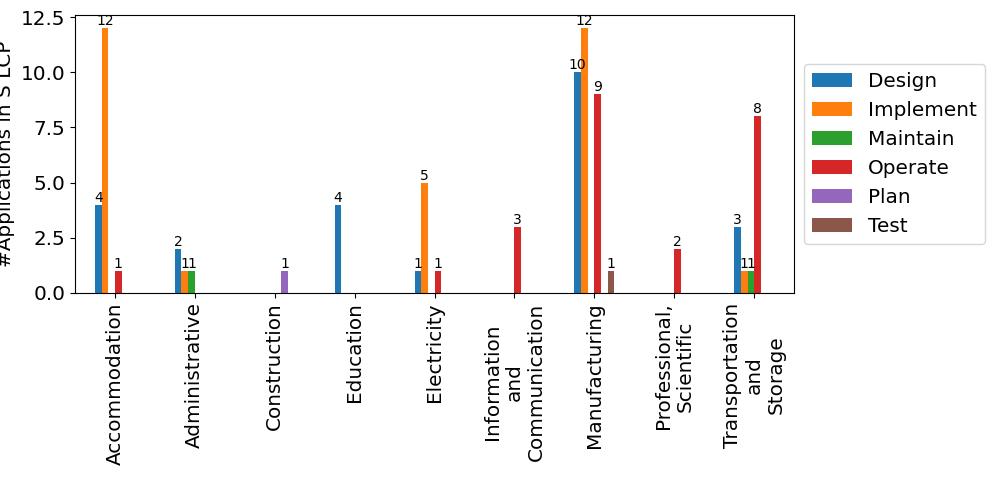 #Applications in S LCP
12.5
10.0
7.5
5.0
2.5
0.0
4
12
1
2
1
1
1
4
1
5
1
3
10
12
9
1
2
3
1
1
8
Accommodation
Administrative
Construction
Education
Electricity
Information
and
Communication
Manufacturing
Professional,
Scientific
Transportation
and
Storage
Design
Implement
Maintain
Operate
Plan
Test